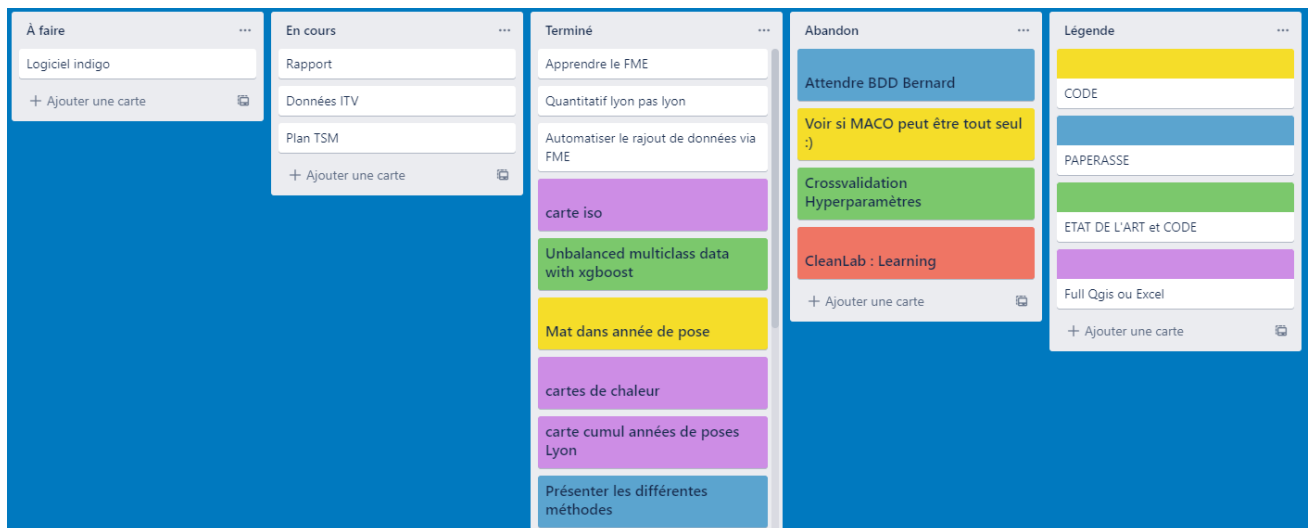 À faire
Logiciel indigo
+ Ajouter une carte
En cours
Rapport
Données ITV
Plan TSM
+ Ajouter une carte
Terminé
Apprendre le FME
Quantitatif lyon pas lyon
Automatiser le rajout de données via
FME
carte iso
Unbalanced multiclass data
with xgboost
Mat dans année de pose
cartes de chaleur
carte cumul années de poses
Lyon
Présenter les différentes
méthodes
Abandon
Attendre BDD Bernard
Voir si MACO peut être tout seul
:)
Crossvalidation
Hyperparamètres
CleanLab : Learning
+ Ajouter une carte
Légende
CODE
PAPERASSE
ETAT DE L'ART et CODE
Full Qgis ou Excel
+ Ajouter une carte